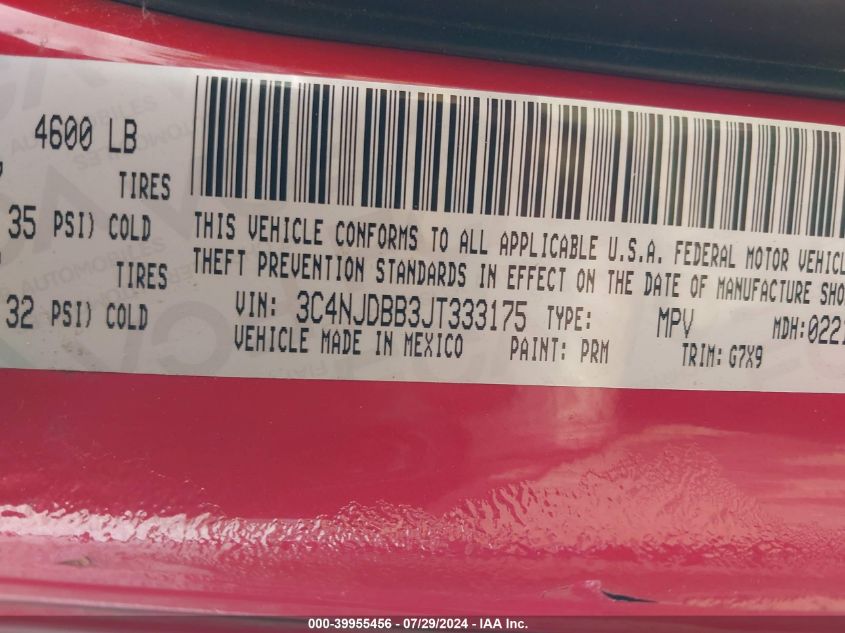 4600 LB
TIRES
35 PSI) COLD
TIRES
32 PSI) COLD
THIS VEHICLE CONFORMS TO ALL APPLICABLE U.S.A. FEDERAL MOTOR VEHICL
THEFT PREVENTION STANDARDS IN EFFECT ON THE DATE OF MANUFACTURE SHO
VIN: 3C4NJDBB3JT333175 TYPE: MPV MDH:0221
VEHICLE MADE IN MEXICO PAINT: PRM TRIM: G7X9
000-39955456 - 07/29/2024 - IAA Inc.